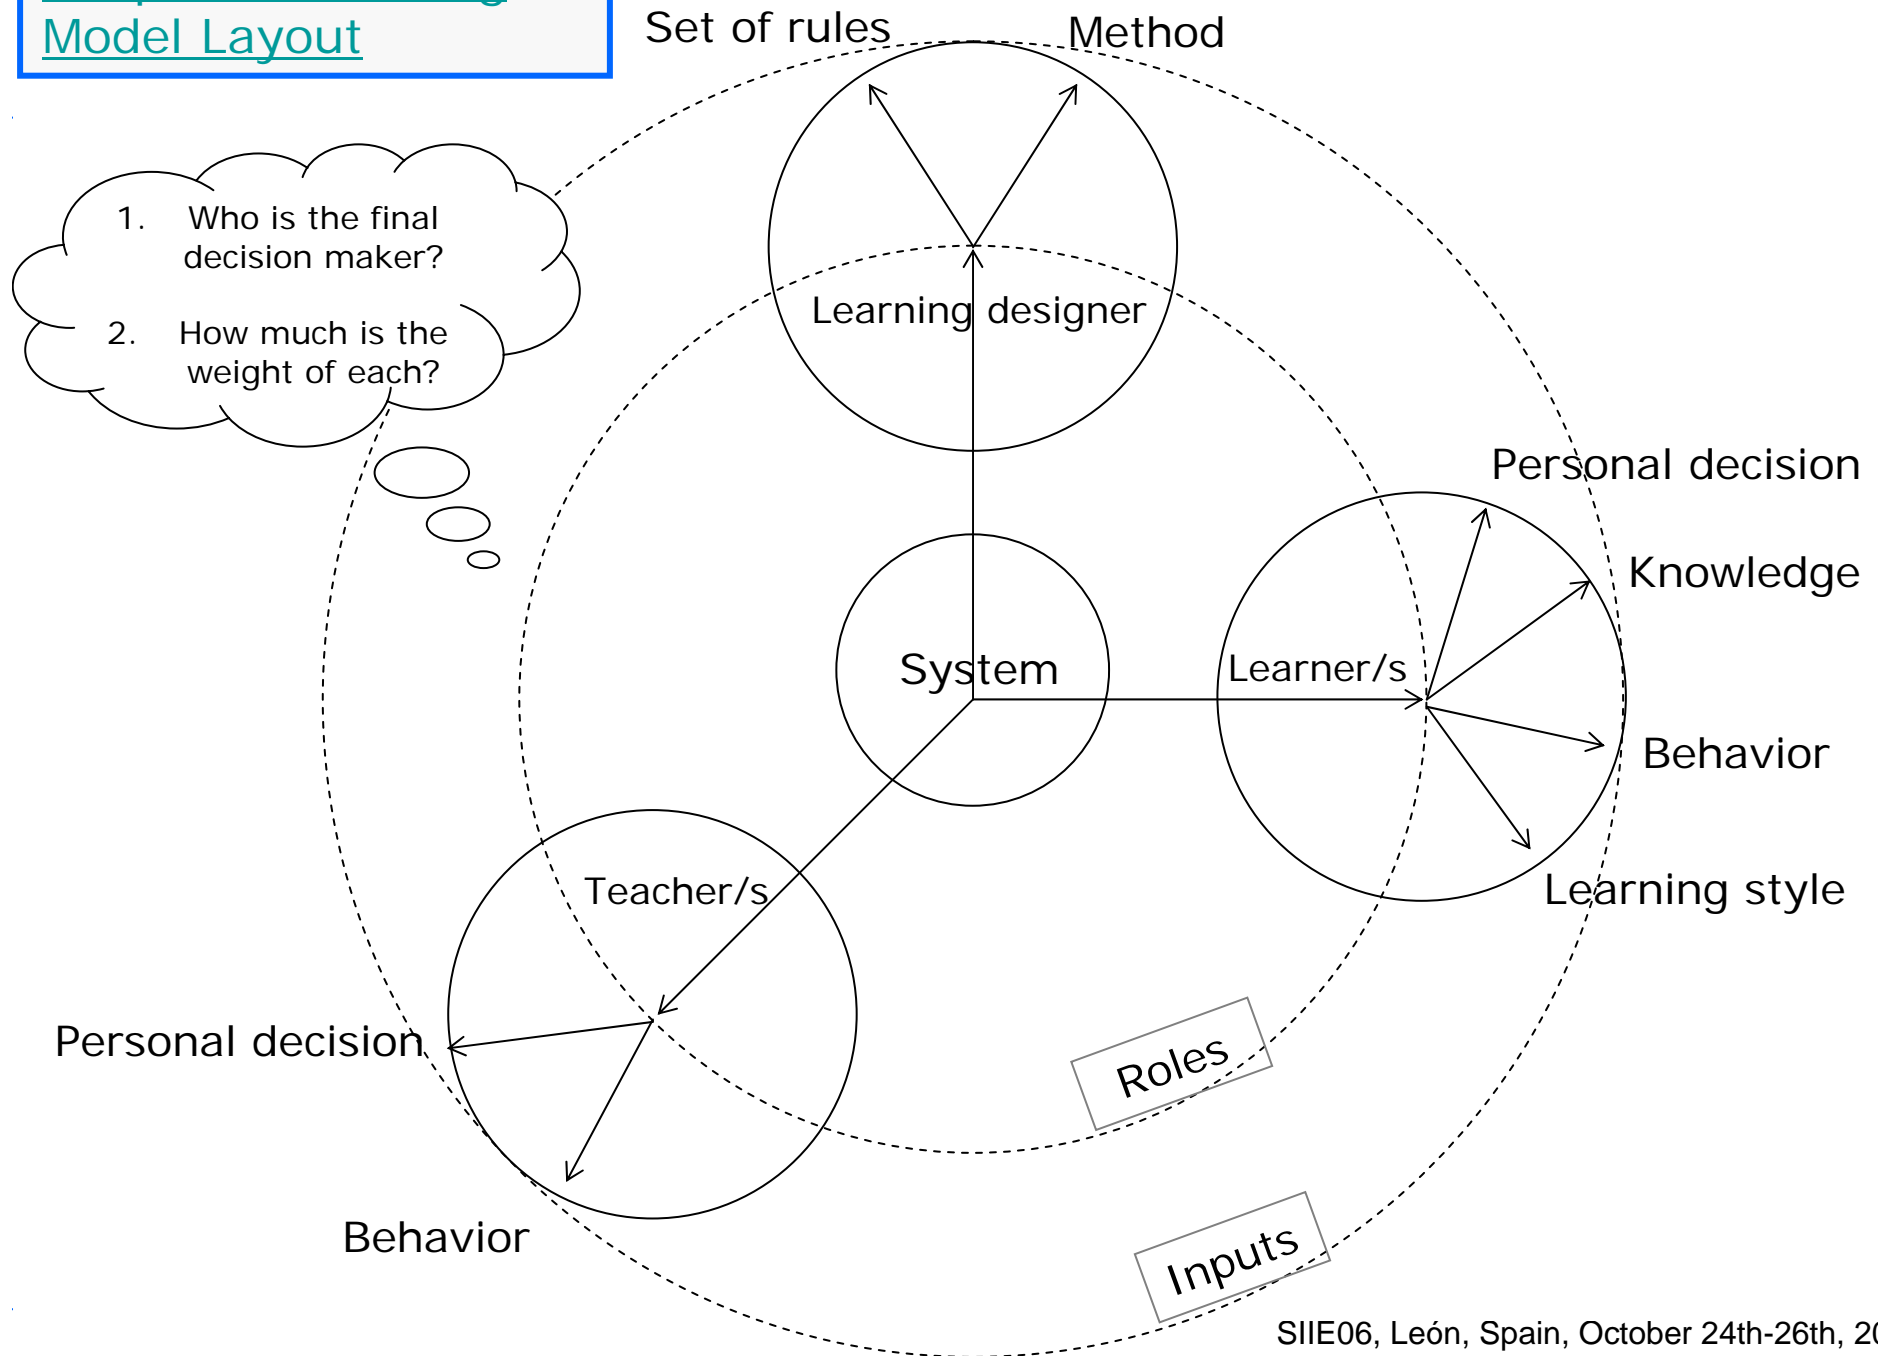 Model Layout
Set of rules
Method
1. Who is the final
decision maker?
2. How much is the
weight of each?
Learning designer
Personal decision
Knowledge
System
Learner/s
Behavior
Learning style
Teacher/s
Personal decision
Behavior
Roles
Inputs
SIIE06, León, Spain, October 24th-26th,